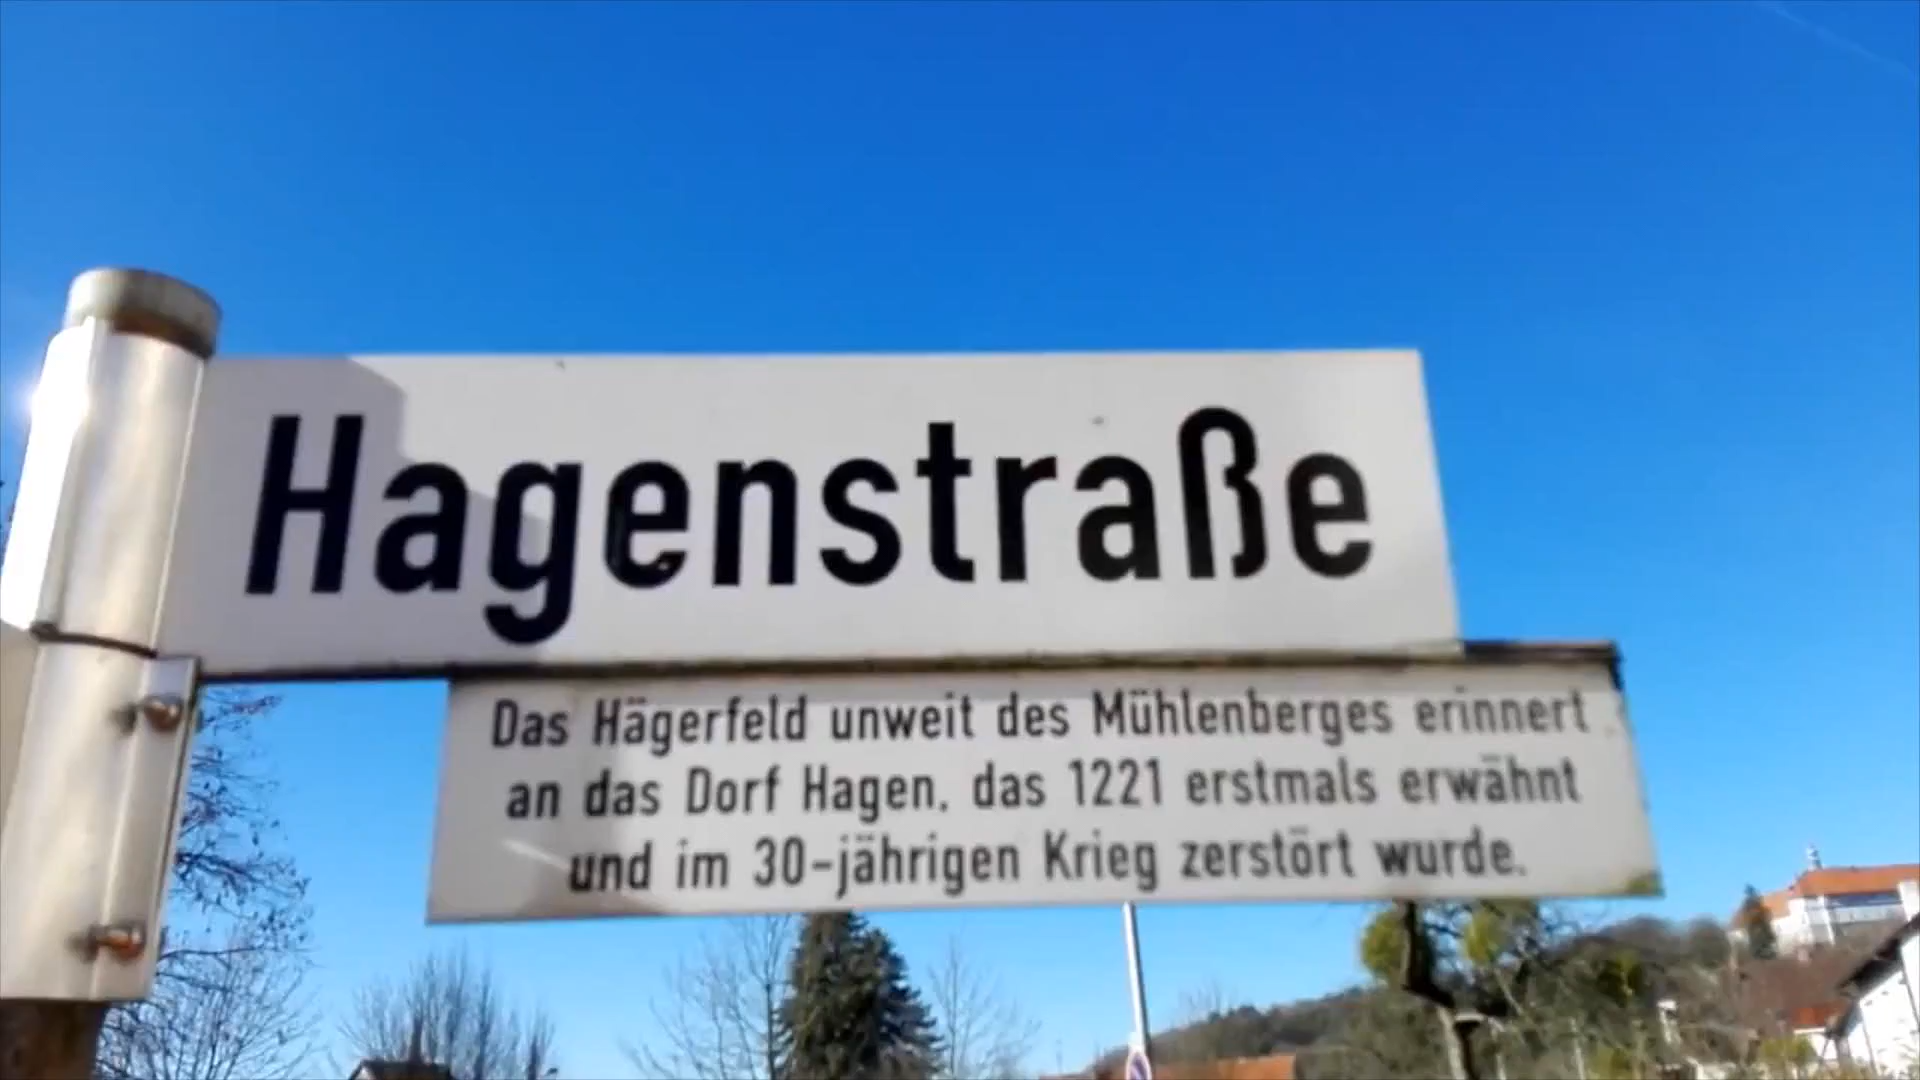 Hagenstraße
Das Hägerfeld unweit des Mühlenberges erinnert
an das Dorf Hagen, das 1221 erstmals erwähnt
und im 30-jährigen Krieg zerstört wurde.